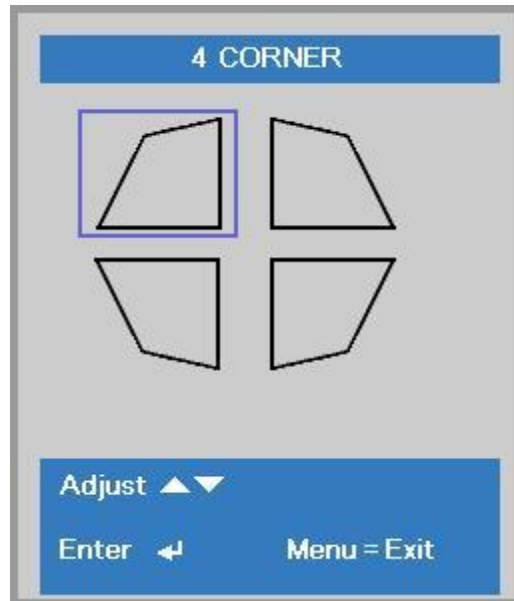 4 CORNER
Adjust ▲▼
Enter ↵
Menu = Exit